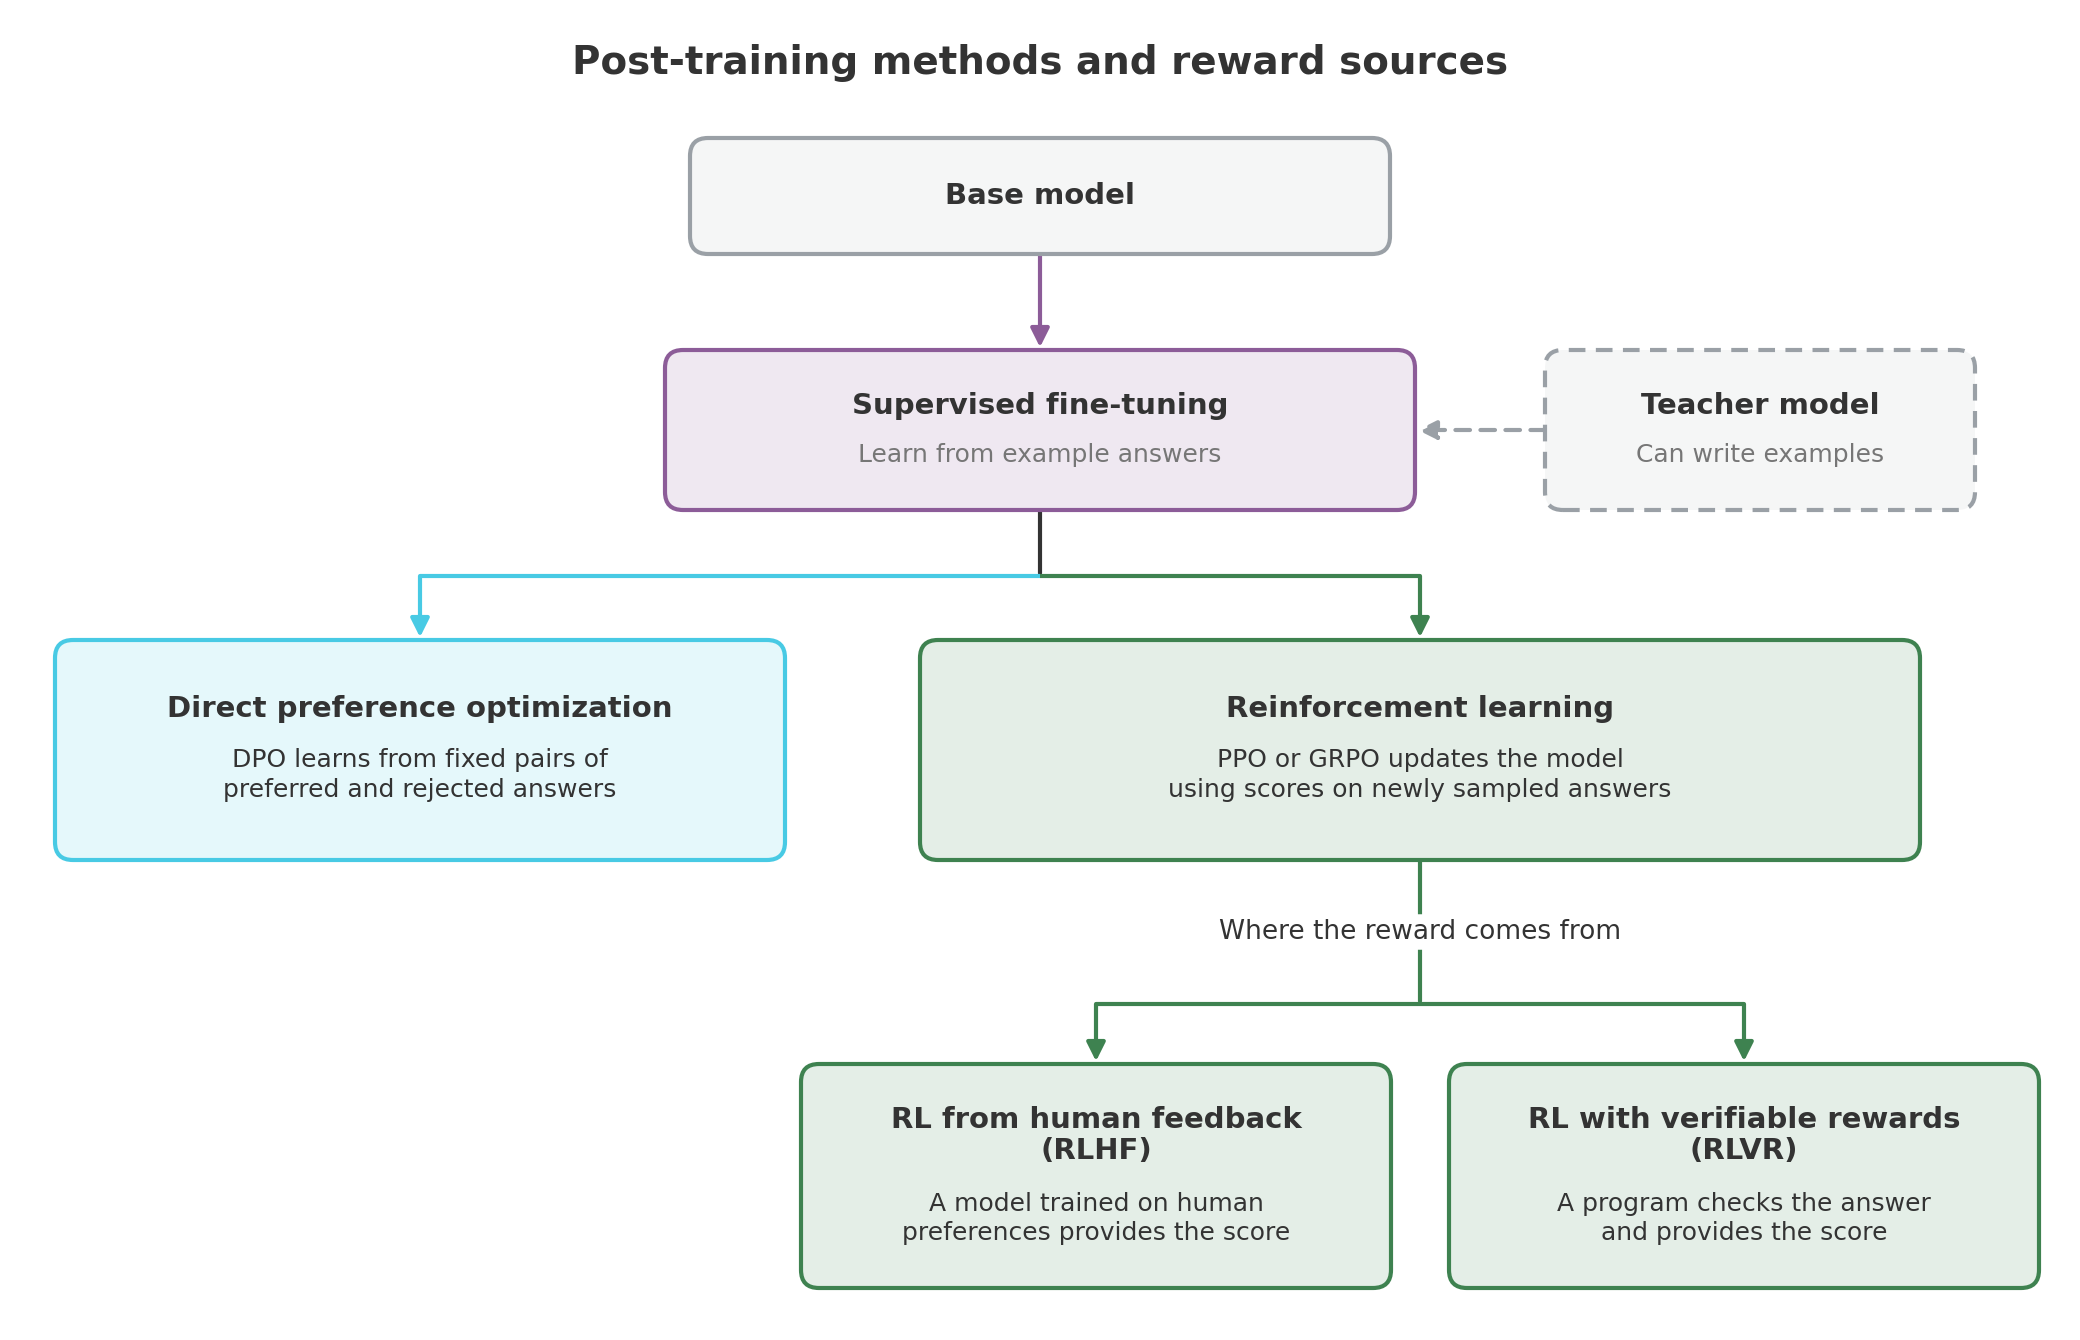 Post-training methods and reward sources
Base model
Supervised fine-tuning
Learn from example answers
Teacher model
Can write examples
Direct preference optimization
DPO learns from fixed pairs of
preferred and rejected answers
Reinforcement learning
PPO or GRPO updates the model
using scores on newly sampled answers
Where the reward comes from
RL from human feedback
(RLHF)
A model trained on human
preferences provides the score
RL with verifiable rewards
(RLVR)
A program checks the answer
and provides the score